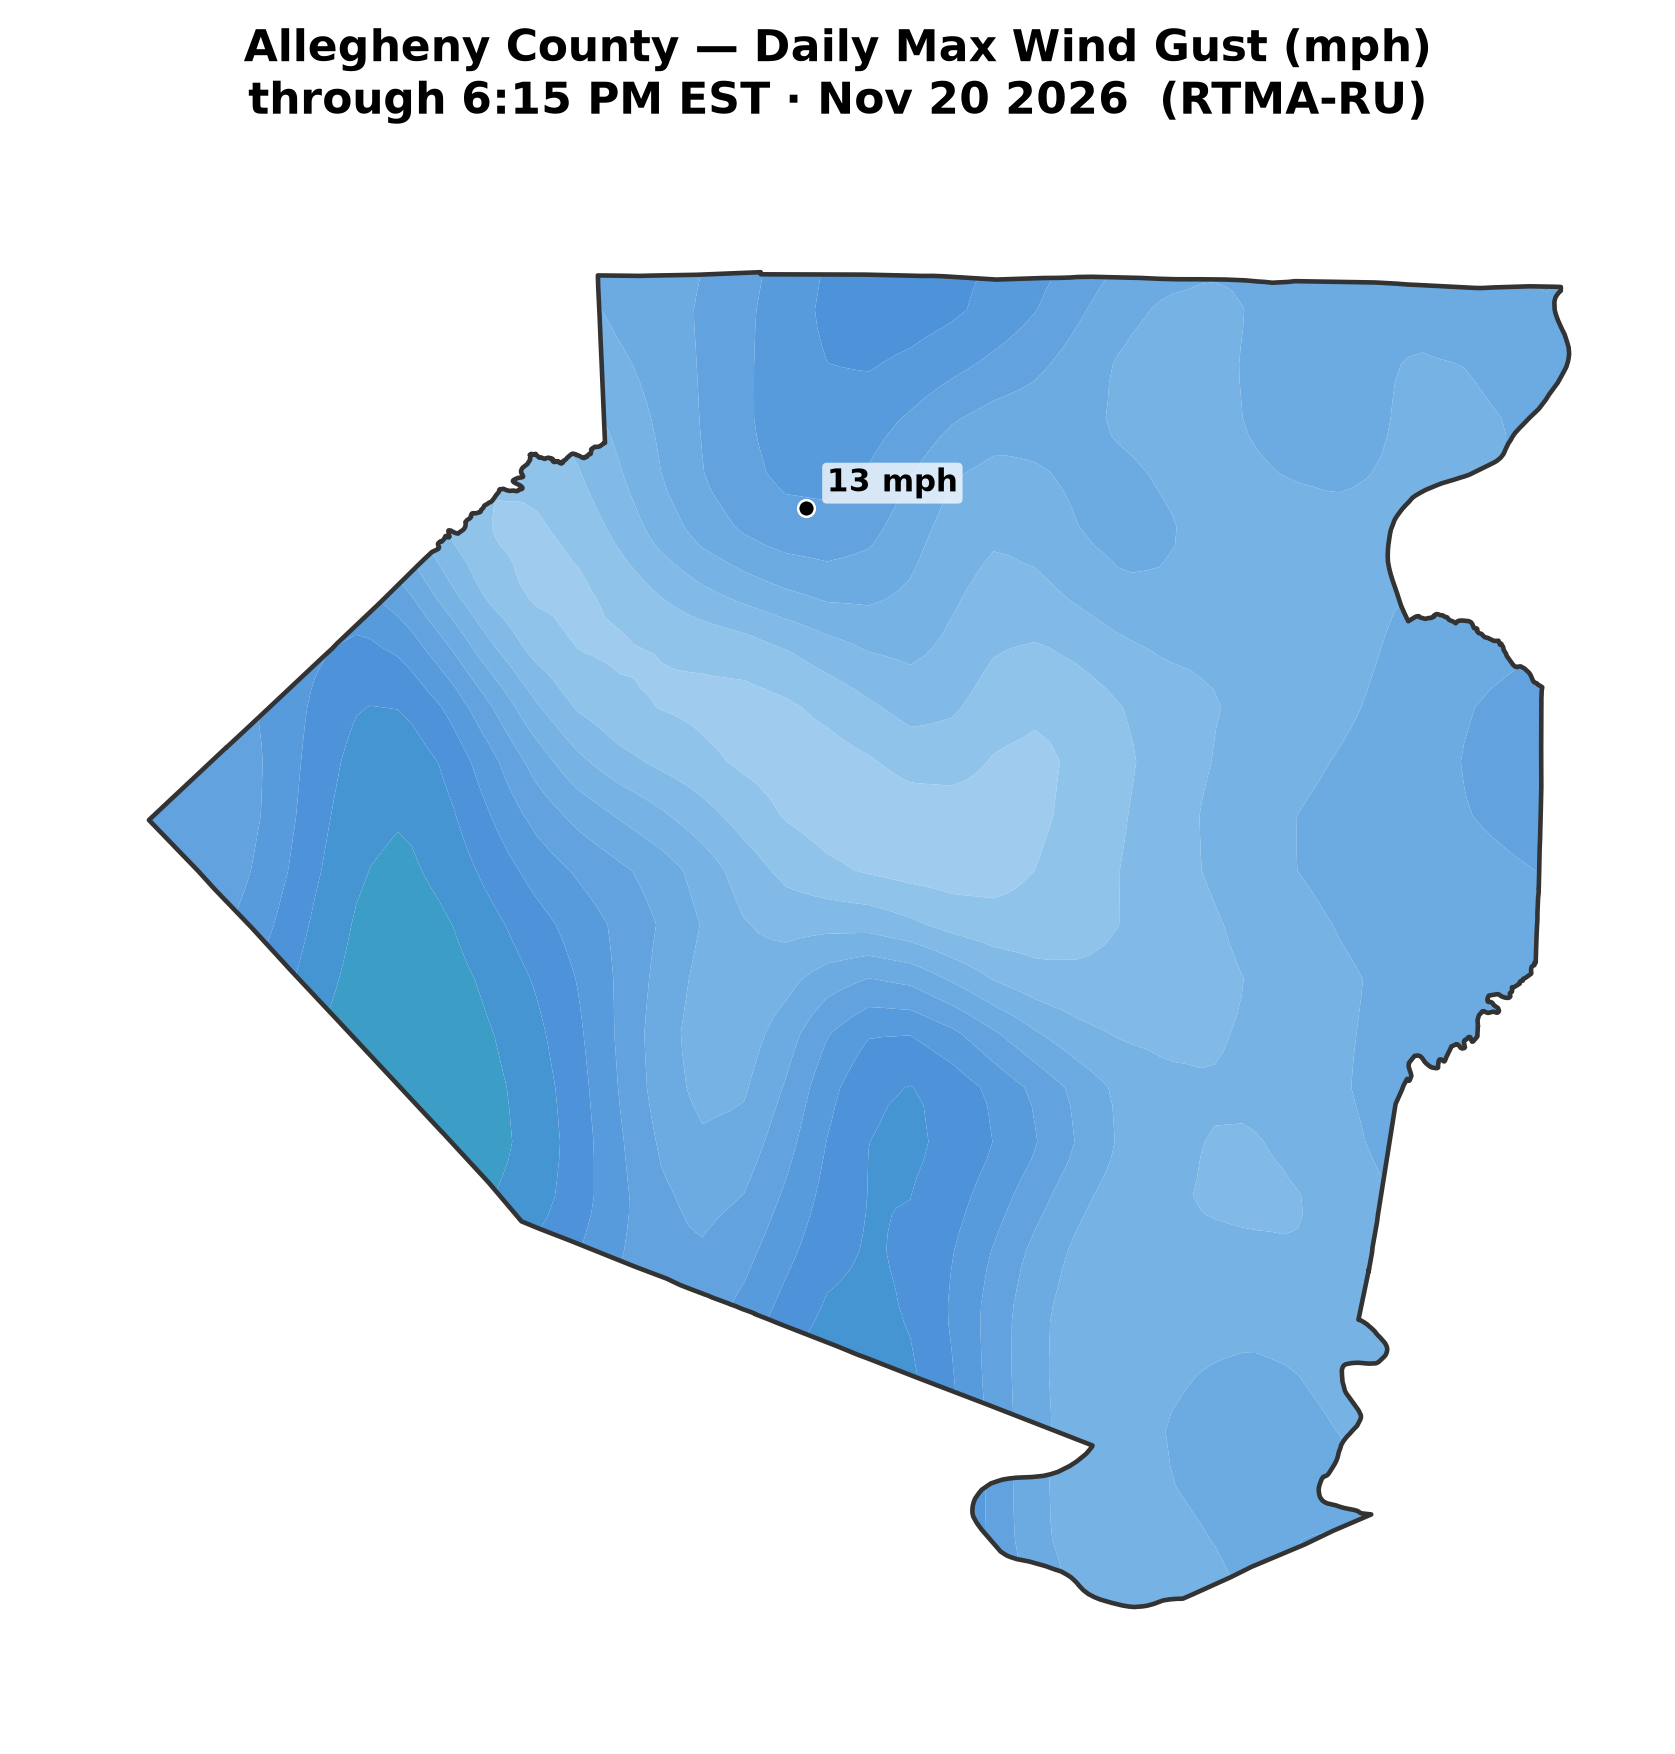 Allegheny County — Daily Max Wind Gust (mph)
through 6:15 PM EST · Nov 20 2026 (RTMA-RU)
13 mph